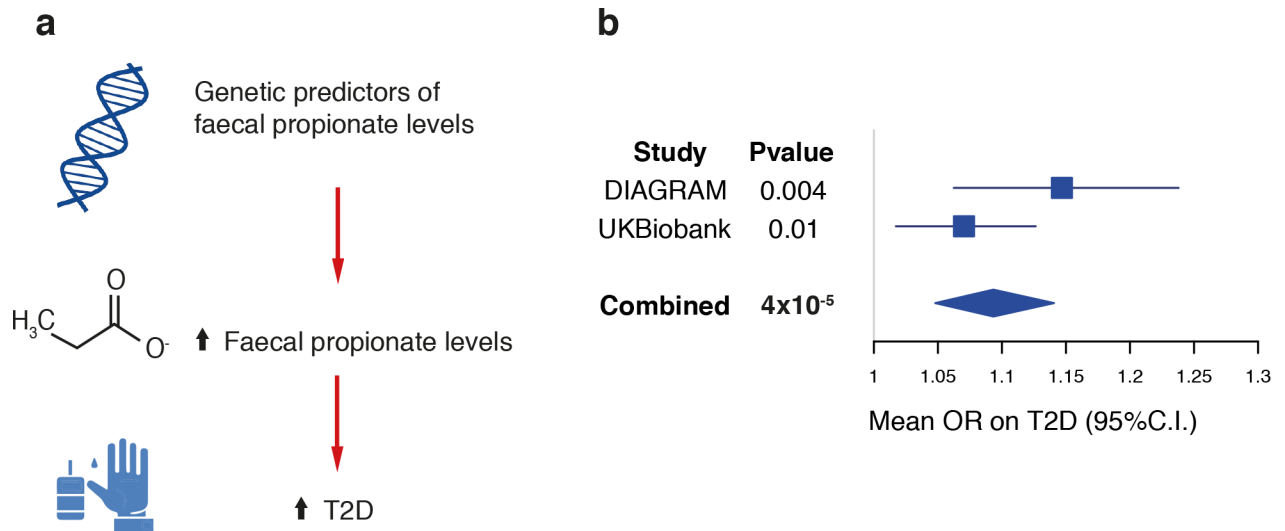 a
Genetic predictors of
faecal propionate levels
O
H3C
O-
Faecal propionate levels
T2D
b
Study Pvalue
DIAGRAM 0.004
UKBiobank 0.01
Combined 4x10-5
1 1.05 1.1 1.15 1.2 1.25 1.3
Mean OR on T2D (95%C.I.)